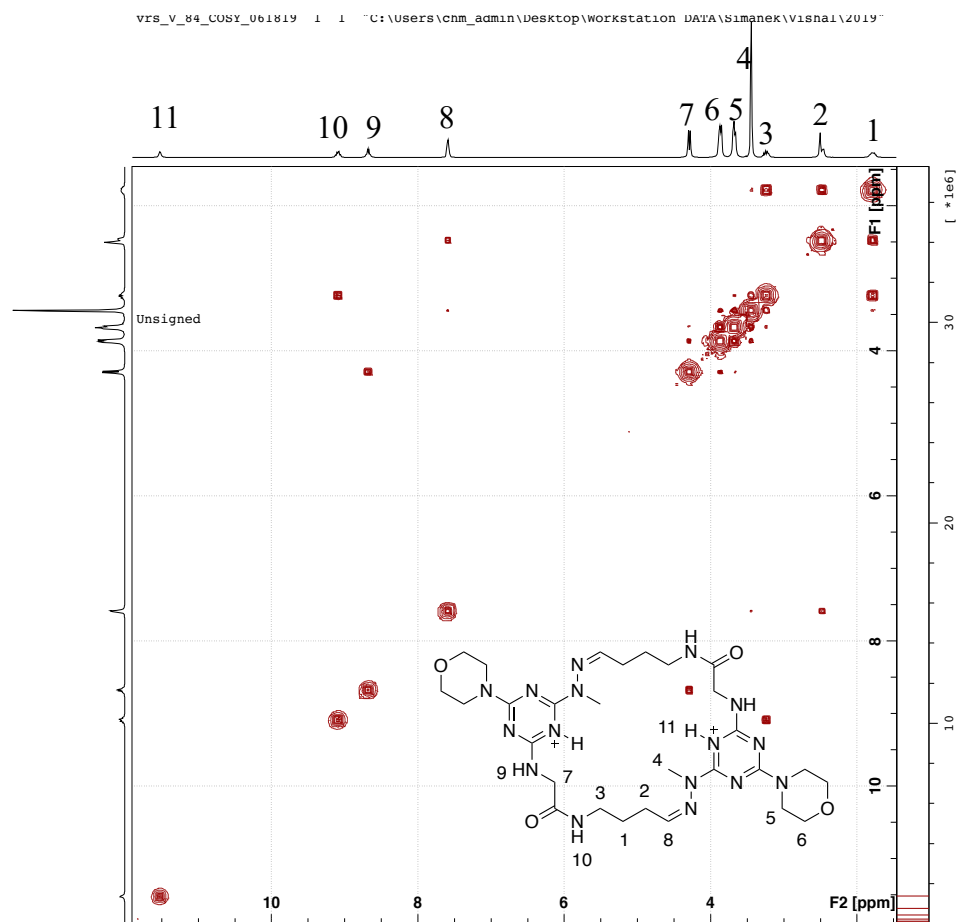 vrs_V_84_COSY_061819 1 1 "C:\Users\chm_admin\Desktop\Workstation DATA\Simanek\Vishal\2019"
11 10 9 8 7 6 5 4 3 2 1
F1 [ppm]
[ *1e6]
Unsigned
4
6
8
10
30
20
10
H
N
O
N
N
O
N
N
N
NH
N
N
H
+
HN
9
7
O
N
H
10
3
1
2
8
11
H
N
+
N
N
4
N
N
N
O
5
6
10
8
6
4
F2 [ppm]